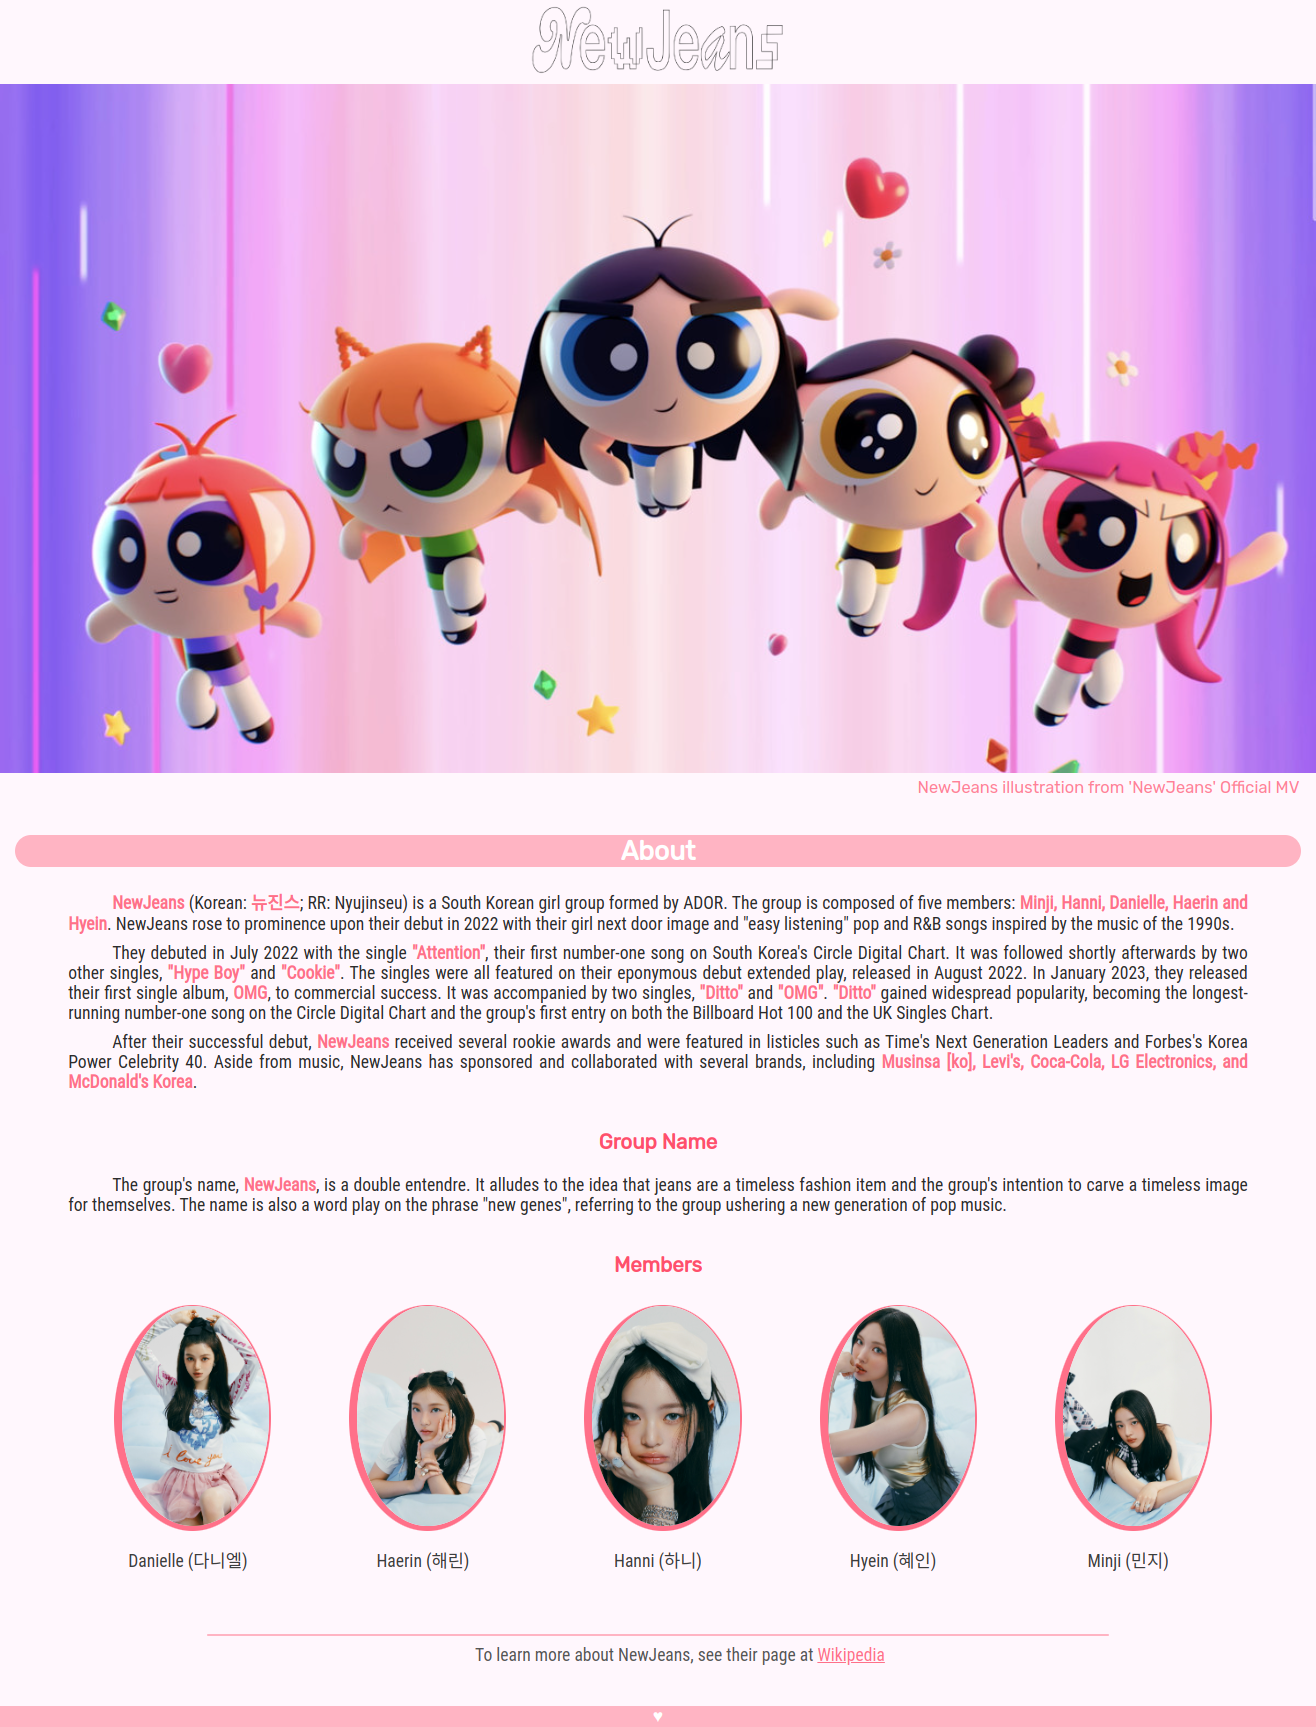 NewJeans
NewJeans illustration from 'NewJeans' Official MV
About
NewJeans (Korean: 뉴진스; RR: Nyujinseu) is a South Korean girl group formed by ADOR. The group is composed of five members: Minji, Hanni, Danielle, Haerin and
Hyein. NewJeans rose to prominence upon their debut in 2022 with their girl next door image and "easy listening" pop and R&B songs inspired by the music of the 1990s.
They debuted in July 2022 with the single "Attention", their first number-one song on South Korea's Circle Digital Chart. It was followed shortly afterwards by two
other singles, "Hype Boy" and "Cookie". The singles were all featured on their eponymous debut extended play, released in August 2022. In January 2023, they released
their first single album, OMG, to commercial success. It was accompanied by two singles, "Ditto" and "OMG". "Ditto" gained widespread popularity, becoming the longest-
running number-one song on the Circle Digital Chart and the group's first entry on both the Billboard Hot 100 and the UK Singles Chart.
After their successful debut, NewJeans received several rookie awards and were featured in listicles such as Time's Next Generation Leaders and Forbes's Korea
Power Celebrity 40. Aside from music, NewJeans has sponsored and collaborated with several brands, including Musinsa [ko], Levi's, Coca-Cola, LG Electronics, and
McDonald's Korea.
Group Name
The group's name, NewJeans, is a double entendre. It alludes to the idea that jeans are a timeless fashion item and the group's intention to carve a timeless image
for themselves. The name is also a word play on the phrase "new genes", referring to the group ushering a new generation of pop music.
Members
Danielle (다니엘) Haerin (해린) Hanni (하니) Hyein (혜인) Minji (민지)
To learn more about NewJeans, see their page at Wikipedia
♥